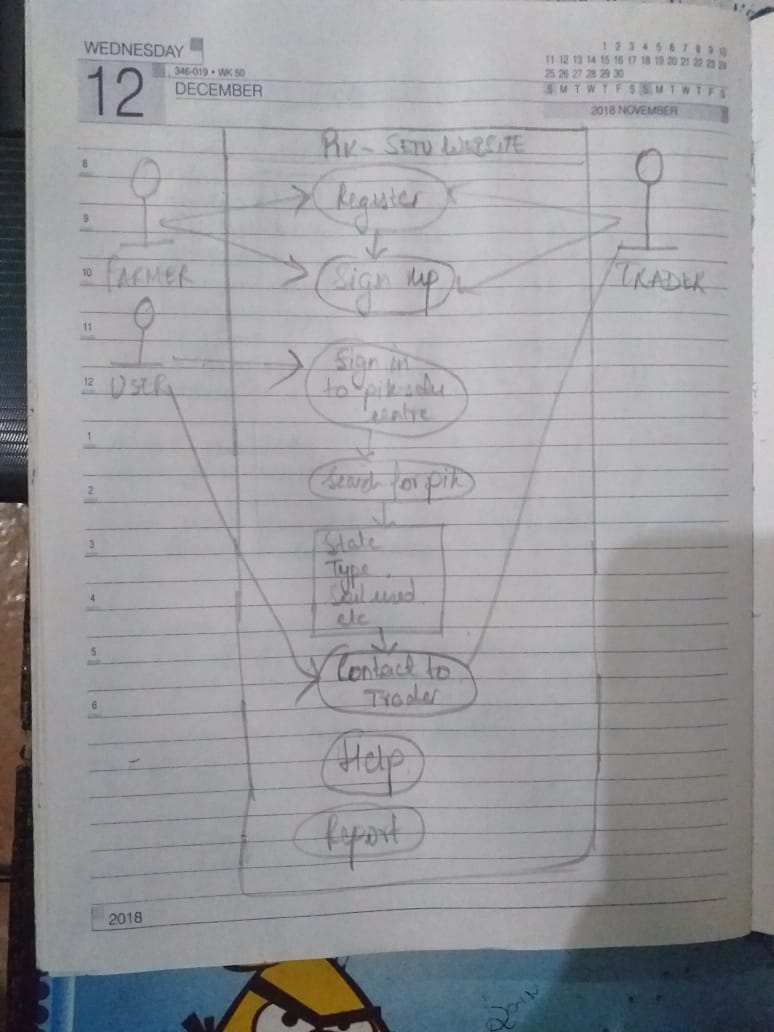 WEDNESDAY
12
346-019 • WK 50
DECEMBER
1 2 3 4 5 6 7 8 9 10
11 12 13 14 15 16 17 18 19 20 21 22 23 24
25 26 27 28 29 30
S M T W T F S S M T W T F S
2018 NOVEMBER
PIK - SETU WEBSITE
8
Register
9
10
FARMER
Sign up
TRADER
11
Sign in
12
USER
to pik setu
centre
1
Search for pik
2
3
State
Type
Soil used
4
etc
5
Contact to
Trader
6
Help
Report
2018